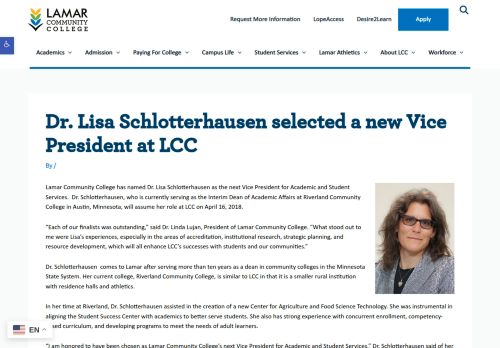 LAMAR
COMMUNITY
COLLEGE
Request More Information LopeAccess Desire2Learn Apply
Academics Admission Paying For College Campus Life Student Services Lamar Athletics About LCC Workforce
Dr. Lisa Schlotterhausen selected a new Vice
President at LCC
By /
Lamar Community College has named Dr. Lisa Schlotterhausen as the next Vice President for Academic and Student
Services. Dr. Schlotterhausen, who is currently serving as the Interim Dean of Academic Affairs at Riverland Community
College in Austin, Minnesota, will assume her role at LCC on April 16, 2018.
"Each of our finalists was outstanding," said Dr. Linda Lujan, President of Lamar Community College. "What stood out to
me were Lisa's experiences, especially in the areas of accreditation, institutional research, strategic planning, and
resource development, which will all enhance LCC's successes with students and our communities."
Dr. Schlotterhausen comes to Lamar after serving more than ten years as a dean in community colleges in the Minnesota
State System. Her current college, Riverland Community College, is similar to LCC in that it is a smaller rural institution
with residence halls and athletics.
In her time at Riverland, Dr. Schlotterhausen assisted in the creation of a new Center for Agriculture and Food Science Technology. She was instrumental in
aligning the Student Success Center with academics to better serve students. She also has strong experience with concurrent enrollment, competency-
curriculum, and developing programs to meet the needs of adult learners.
EN
"I am honored to have been chosen as Lamar Community College's next Vice President for Academic and Student Services," Dr. Schlotterhausen said of her